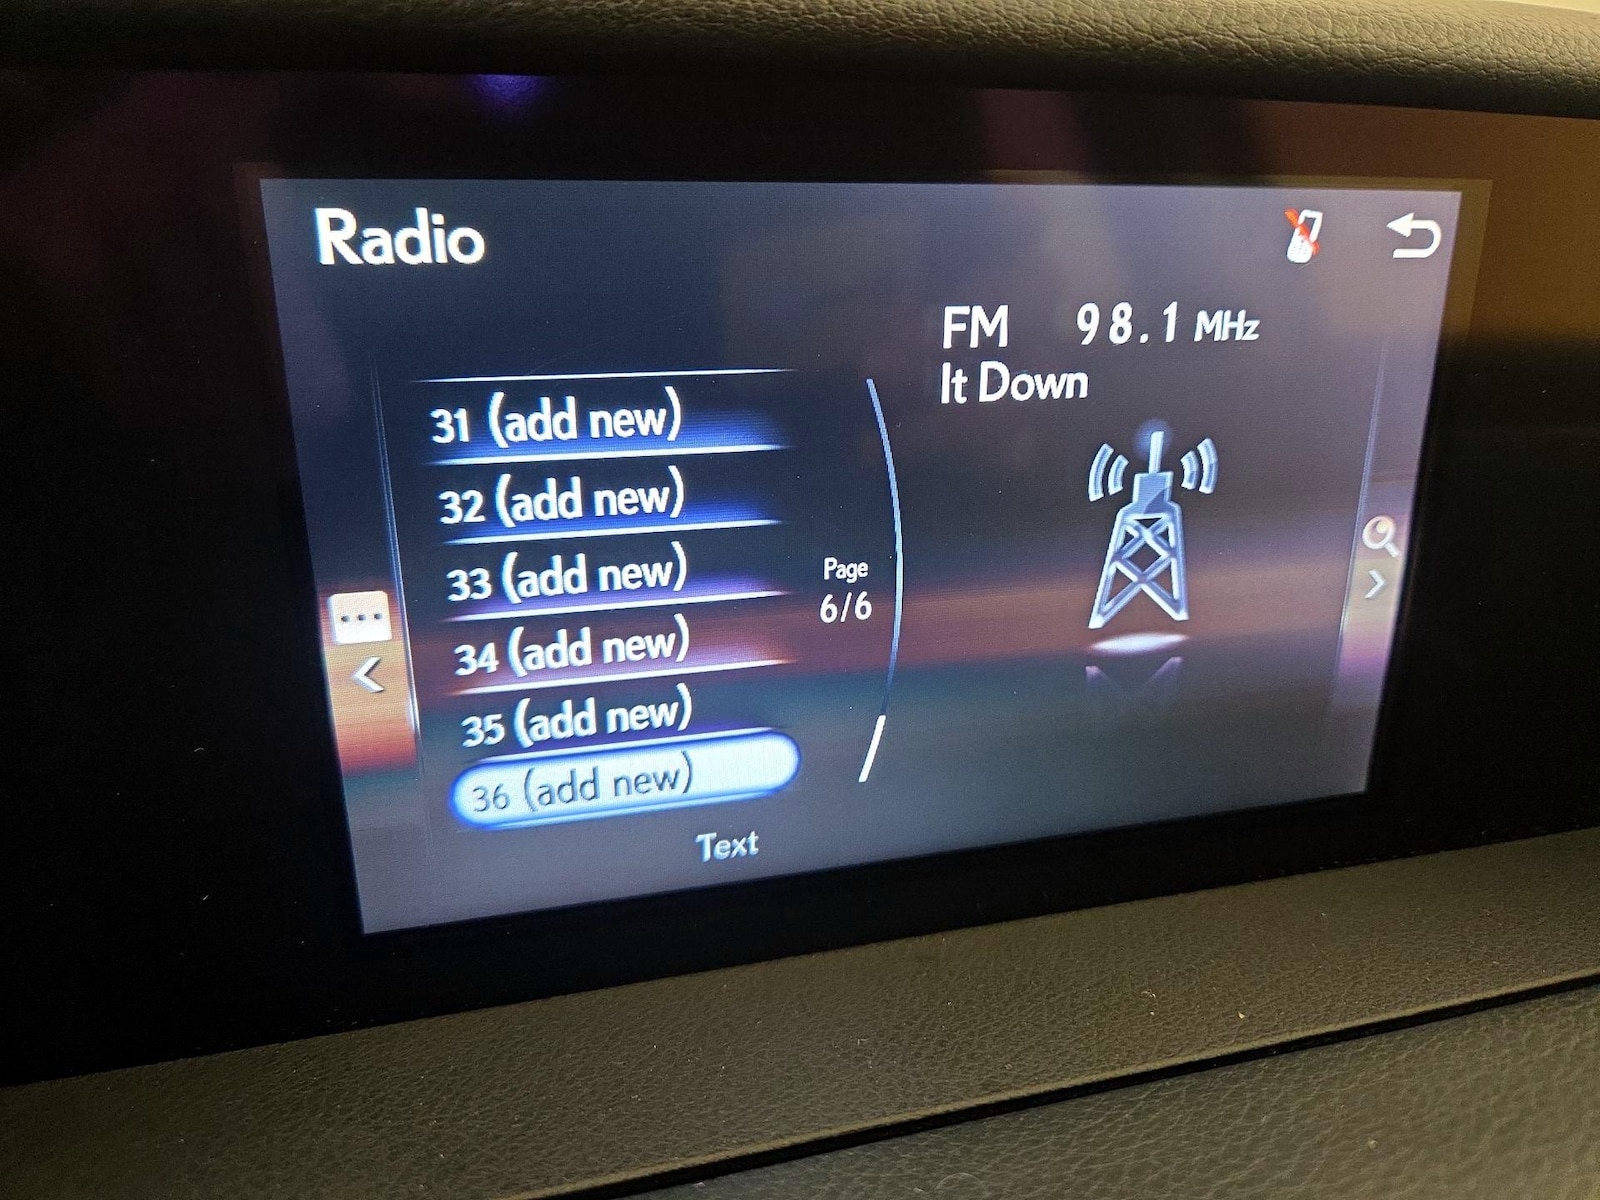 Radio
FM 98.1 MHz
It Down
31 (add new)
32 (add new)
33 (add new)
34 (add new)
35 (add new)
36 (add new)
Page
6/6
Text